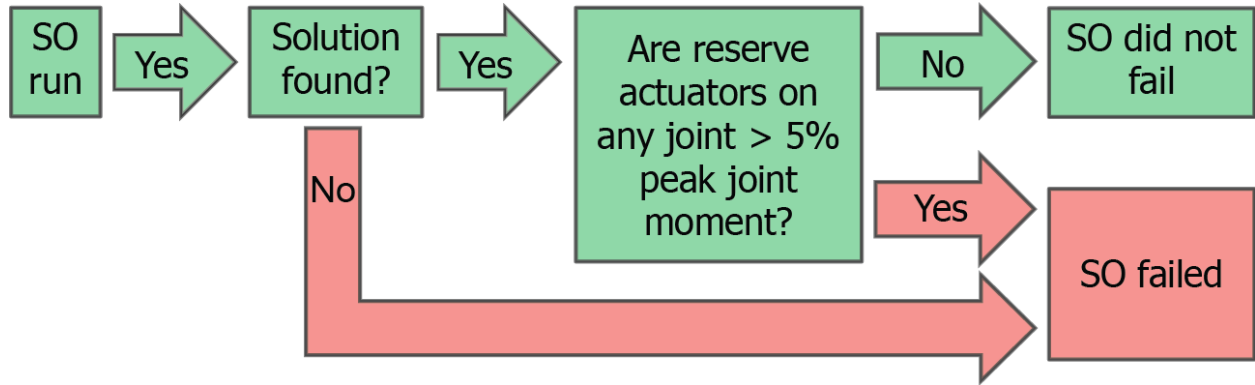 SO
run
Yes
Solution
found?
Yes
Are reserve
actuators on
any joint > 5%
peak joint
moment?
No
SO did not
fail
No
Yes
SO failed